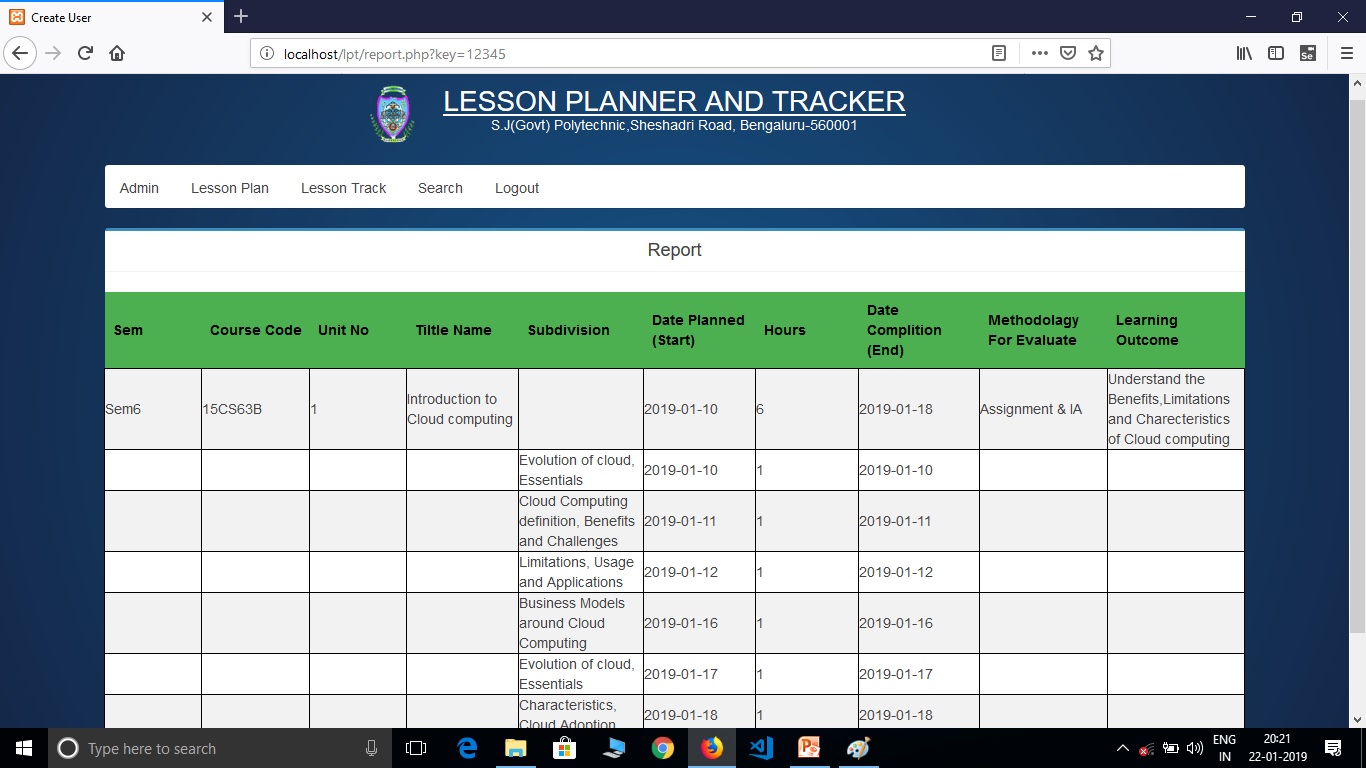 Create User
localhost/lpt/report.php?key=12345
Se
LESSON PLANNER AND TRACKER
S.J(Govt) Polytechnic,Sheshadri Road, Bengaluru-560001
Admin Lesson Plan Lesson Track Search Logout
Report
Sem Course Code Unit No Tiltle Name Subdivision Date Planned (Start) Hours Date Complition (End) Methodolagy For Evaluate Learning Outcome
Sem6 15CS63B 1 Introduction to Cloud computing 2019-01-10 6 2019-01-18 Assignment & IA Understand the Benefits,Limitations and Charecteristics of Cloud computing
Evolution of cloud, Essentials 2019-01-10 1 2019-01-10
Cloud Computing definition, Benefits and Challenges 2019-01-11 1 2019-01-11
Limitations, Usage and Applications 2019-01-12 1 2019-01-12
Business Models around Cloud Computing 2019-01-16 1 2019-01-16
Evolution of cloud, Essentials 2019-01-17 1 2019-01-17
Characteristics, Cloud Adoption 2019-01-18 1 2019-01-18
Type here to search
ENG
IN
20:21
22-01-2019